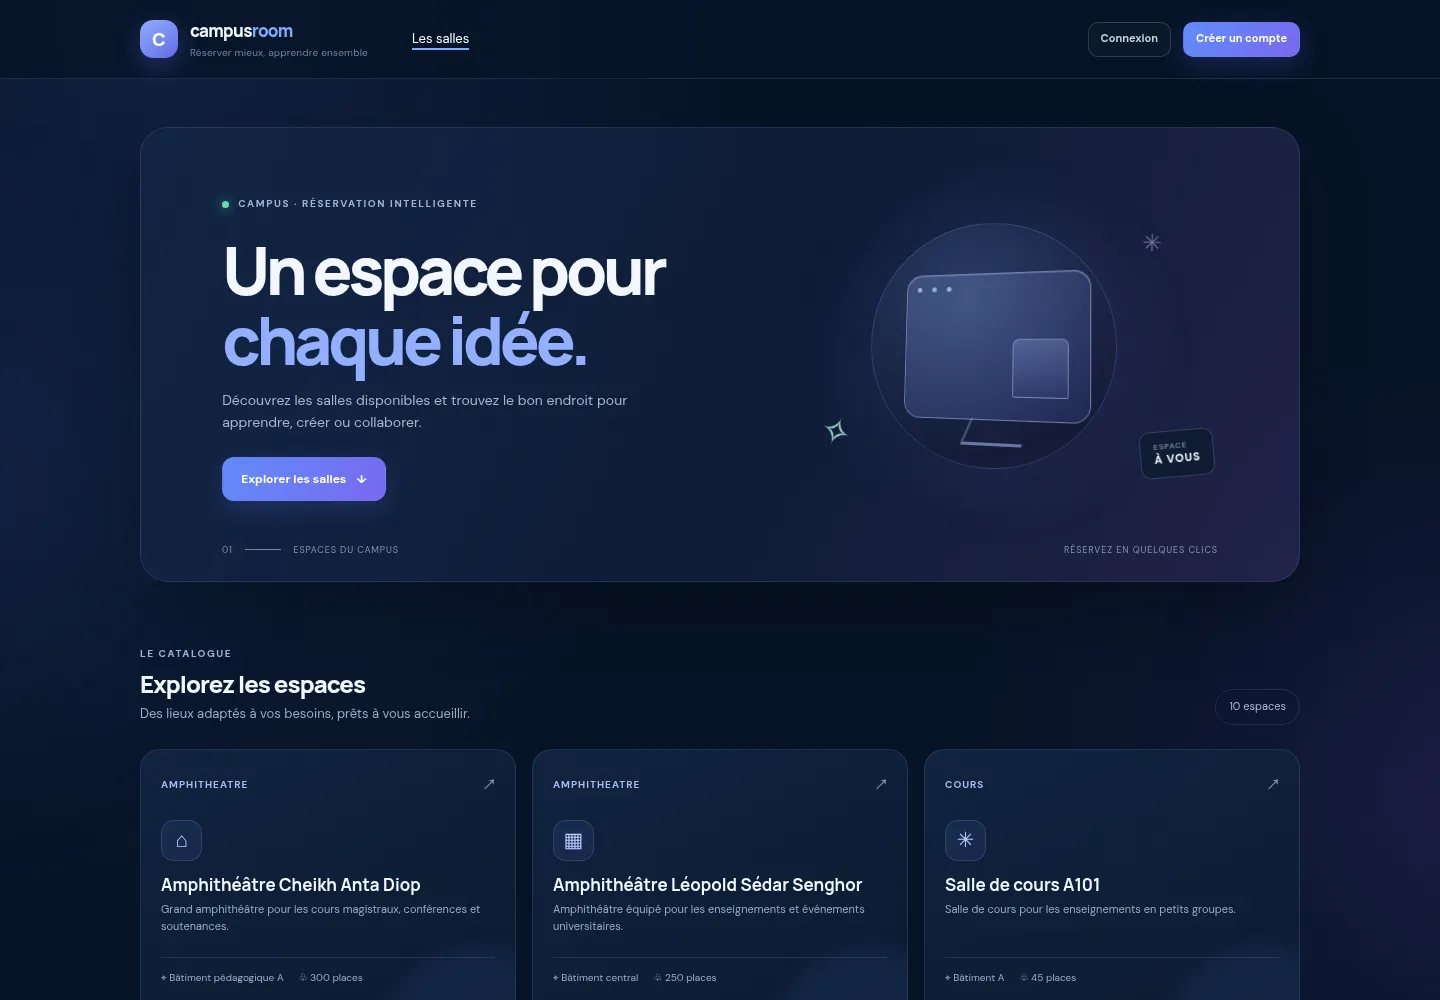 C
campusroom
Réserver mieux, apprendre ensemble
Les salles
Connexion
Créer un compte
CAMPUS · RÉSERVATION INTELLIGENTE
Un espace pour
chaque idée.
Découvrez les salles disponibles et trouvez le bon endroit pour
apprendre, créer ou collaborer.
Explorer les salles ↓
ESPACE
À VOUS
01 ESPACES DU CAMPUS
RÉSERVEZ EN QUELQUES CLICS
LE CATALOGUE
Explorez les espaces
Des lieux adaptés à vos besoins, prêts à vous accueillir.
10 espaces
AMPHITHEATRE
Amphithéâtre Cheikh Anta Diop
Grand amphithéâtre pour les cours magistraux, conférences et
soutenances.
Bâtiment pédagogique A
300 places
AMPHITHEATRE
Amphithéâtre Léopold Sédar Senghor
Amphithéâtre équipé pour les enseignements et événements
universitaires.
Bâtiment central
250 places
COURS
Salle de cours A101
Salle de cours pour les enseignements en petits groupes.
Bâtiment A
45 places